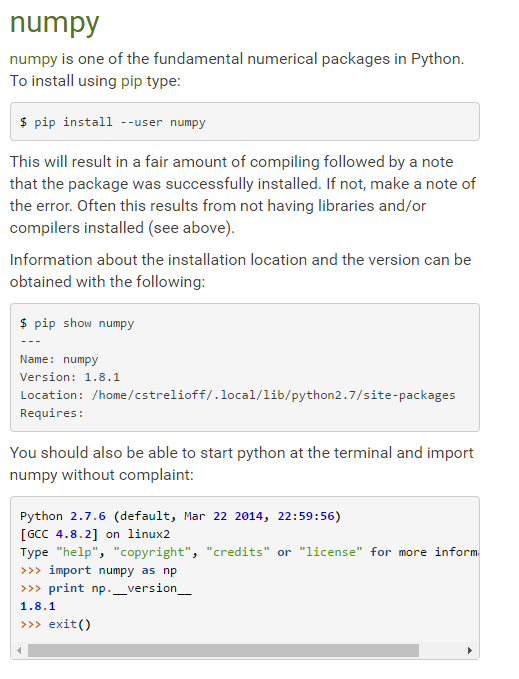 numpy
numpy is one of the fundamental numerical packages in Python.
To install using pip type:
$ pip install --user numpy
This will result in a fair amount of compiling followed by a note
that the package was successfully installed. If not, make a note of
the error. Often this results from not having libraries and/or
compilers installed (see above).
Information about the installation location and the version can be
obtained with the following:
$ pip show numpy
---
Name: numpy
Version: 1.8.1
Location: /home/cstrelioff/.local/lib/python2.7/site-packages
Requires:
You should also be able to start python at the terminal and import
numpy without complaint:
Python 2.7.6 (default, Mar 22 2014, 22:59:56)
[GCC 4.8.2] on linux2
Type "help", "copyright", "credits" or "license" for more inform
>>> import numpy as np
>>> print np.__version__
1.8.1
>>> exit()